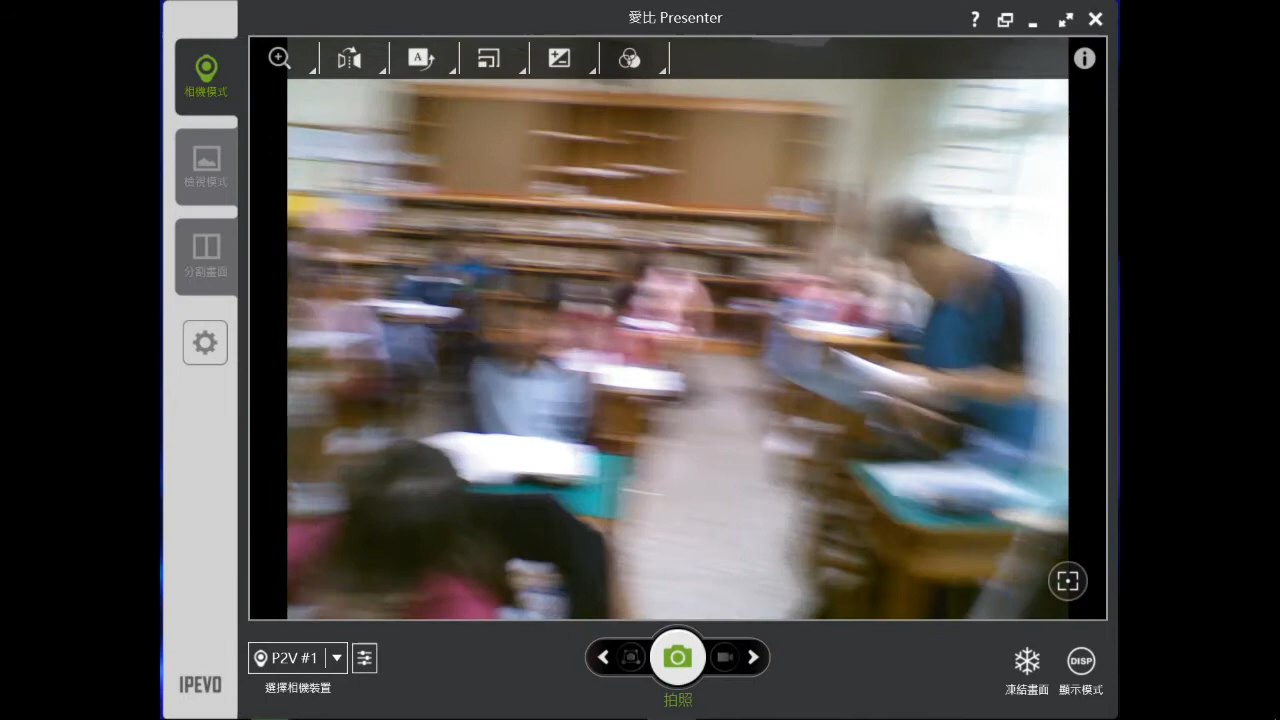 愛比 Presenter
?
相機模式
A
檢視模式
分割畫面
P2V #1
選擇相機裝置
拍照
DISP
凍結畫面
顯示模式
IPEVO